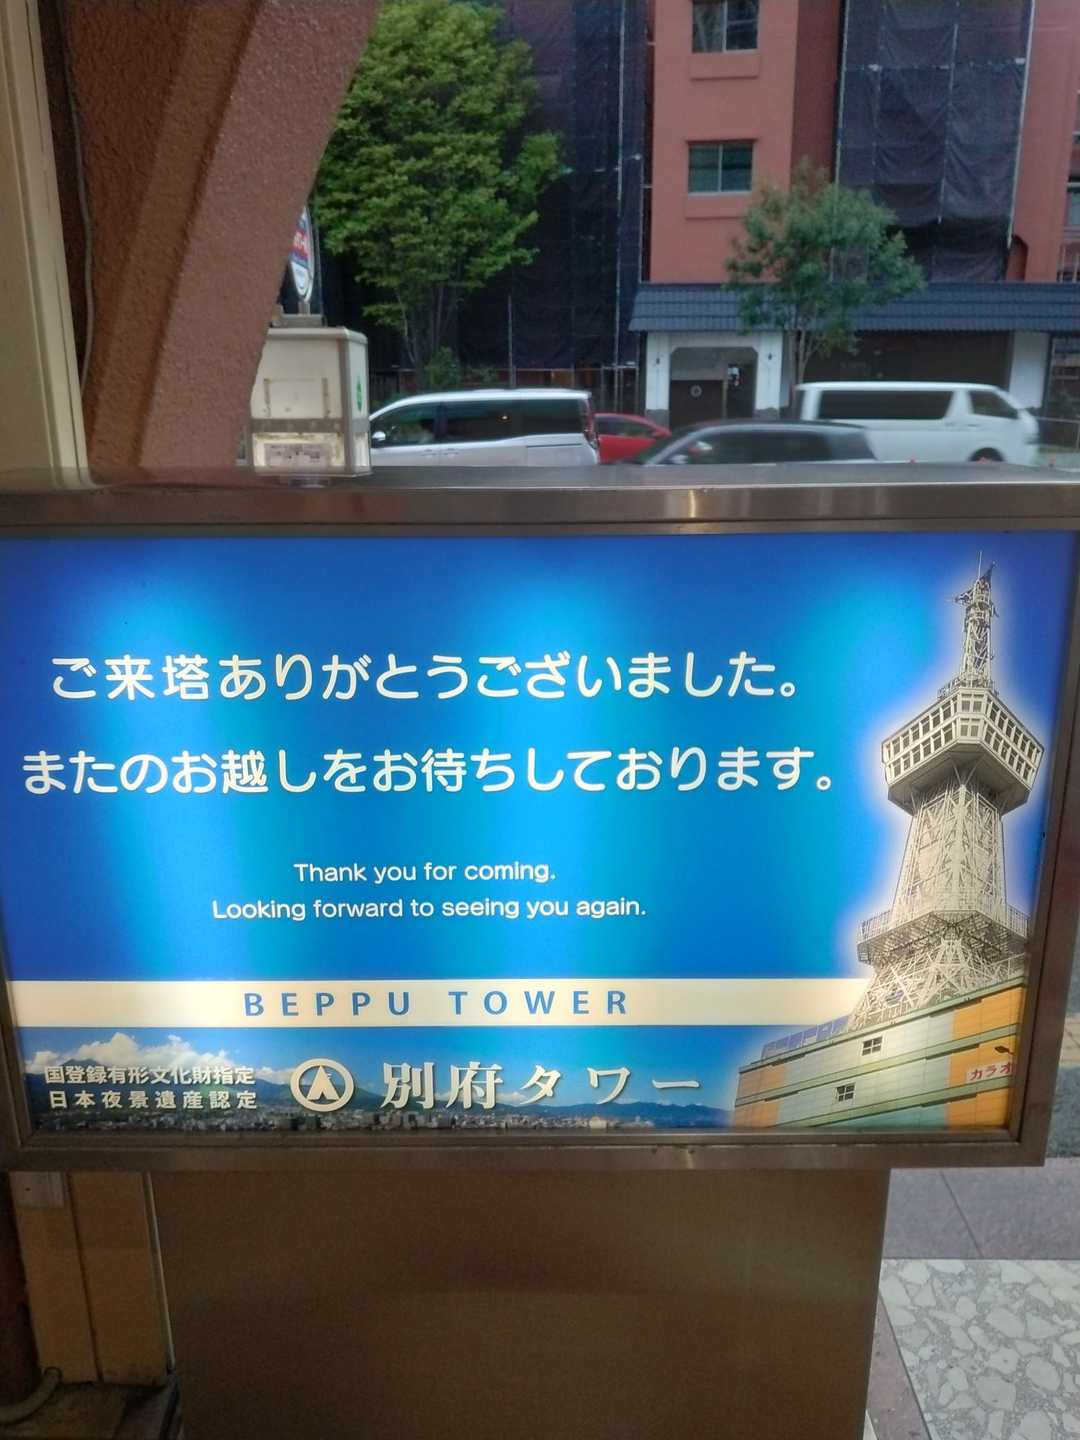 ご来塔ありがとうございました。
またのお越しをお待ちしております。
Thank you for coming.
Looking forward to seeing you again.
BEPPU TOWER
国登録有形文化財指定
日本夜景遺産認定
別府タワー
カラオ